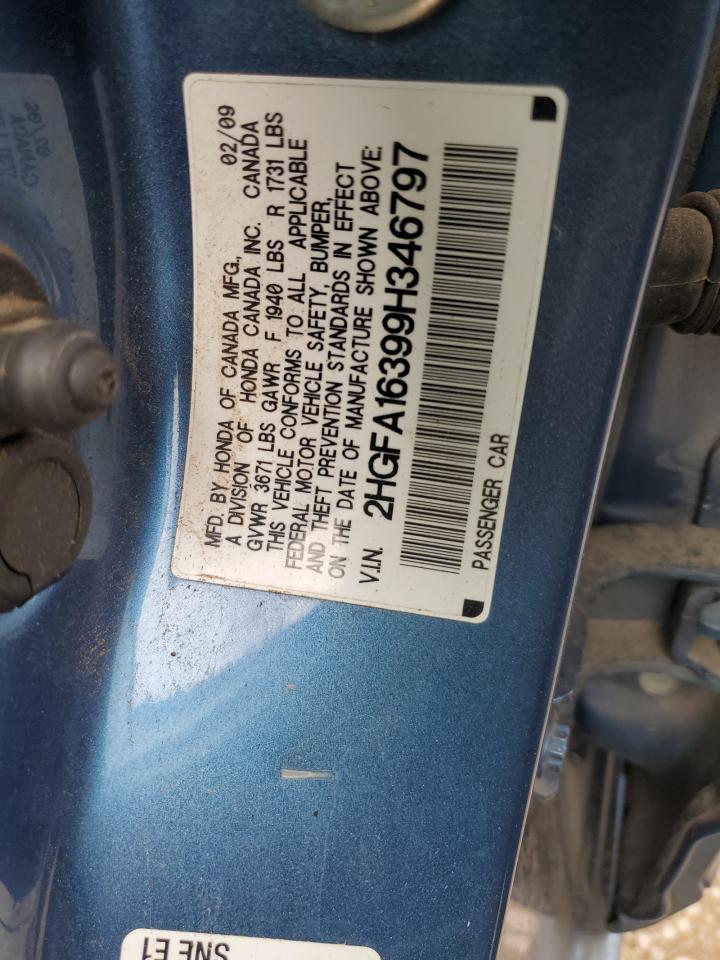 MFD. BY HONDA OF CANADA MFG., 02/09
A DIVISION OF HONDA CANADA INC. CANADA
GVWR 3671 LBS GAWR F 1940 LBS R 1731 LBS
THIS VEHICLE CONFORMS TO ALL APPLICABLE
FEDERAL MOTOR VEHICLE SAFETY, BUMPER,
AND THEFT PREVENTION STANDARDS IN EFFECT
ON THE DATE OF MANUFACTURE SHOWN ABOVE:
V.I.N. 2HGFA16399H346797
PASSENGER CAR
SNE E1